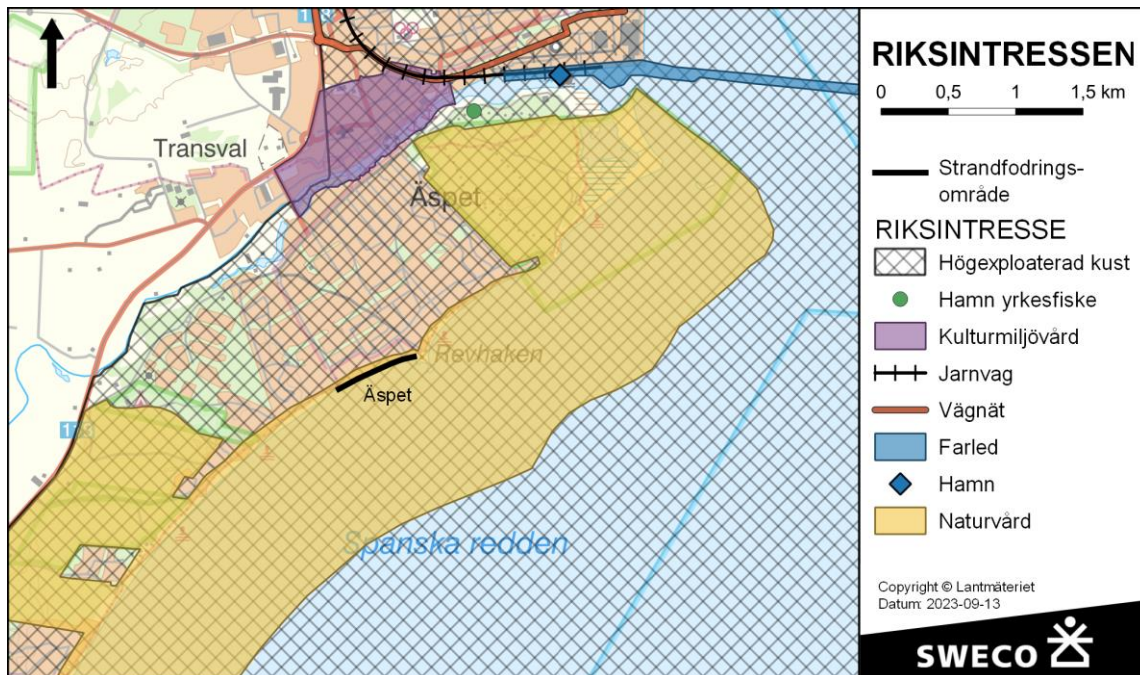 118
Transval
Äspet
Revhaken
Äspet
Spanska redden
RIKSINTRESSEN
0 0,5 1 1,5 km
Strandfodrings-
område
RIKSINTRESSE
Högexploaterad kust
Hamn yrkesfiske
Kulturmiljövård
Jarnvag
Vägnät
Farled
Hamn
Naturvård
Copyright © Lantmäteriet
Datum: 2023-09-13
SWECO